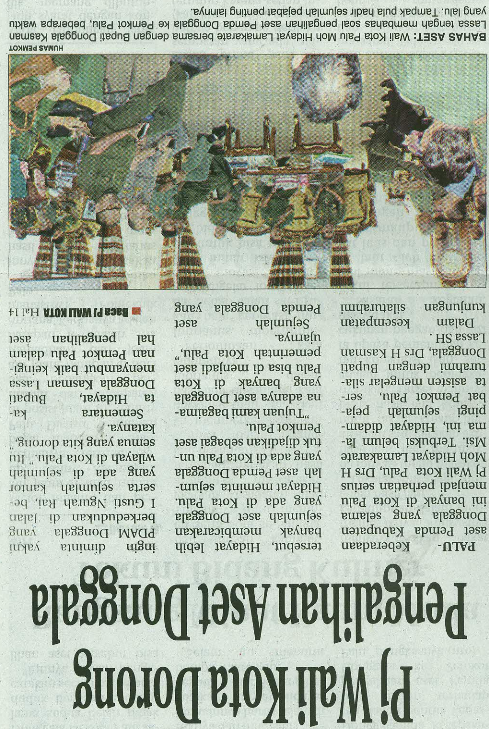 Pj Wali Kota Dorong
Pengalihan Aset Donggala
PALU- Keberadaan
aset Pemda Kabupaten
Donggala yang selama
ini banyak di Kota Palu
menjadi perhatian serius
Pj Wali Kota Palu, Drs H
Moh Hidayat Lamakarate
Msi. Terbuksi belum la-
ma ini, Hidayat didam-
pingi sejumlah peja-
bat Pemkot Palu, ser-
ta asisten mengelar sila-
turahmi dengan Bupati
Donggala, Drs H Kasman
Lassa SH .
Dalam kesempatan
kunjungan silaturahmi
tersebut, Hidayat lebih
banyak membicarakan
sejumlah aset Donggala
yang ada di Kota Palu.
Hidayat meminta sejum-
lah aset Pemda Donggala
yang ada di Kota Palu un-
tuk dijadikan sebagai aset
Pemkot Palu.
"Tujuan kami bagaima-
na adanya aset Donggala
yang banyak di Kota
Palu bisa di menjadi aset
pemerintah Kota Palu,"
ujarnya.
Sejumlah aset
Pemda Donggala yang
ingin diminta yakni
PDAM Donggala yang
berkedudukan di Jalan
I Gusti Ngurah Rai, be-
serta sejumlah kantor
yang ada di sejumlah
wilayah di Kota Palu." Itu
semua yang kita dorong,"
katanya.
Sementara ka-
ta Hidayat, Bupati
Donggala Kasman Lassa
menyambut baik keingi-
nan Pemkot Palu dalam
hal pengalihan aset
Baca PJ WALI KOTA Hal 14
HUMAS PEMKOT
BAHAS ASET: Wali Kota Palu Moh Hidayat Lamakarate bersama dengan Bupati Donggala Kasman
Lassa tengah membahas soal pengalihan aset Pemda Donggala ke Pemkot Palu, beberapa waktu
yang lalu. Tampak pula hadir sejumlah pejabat penting lainnya.